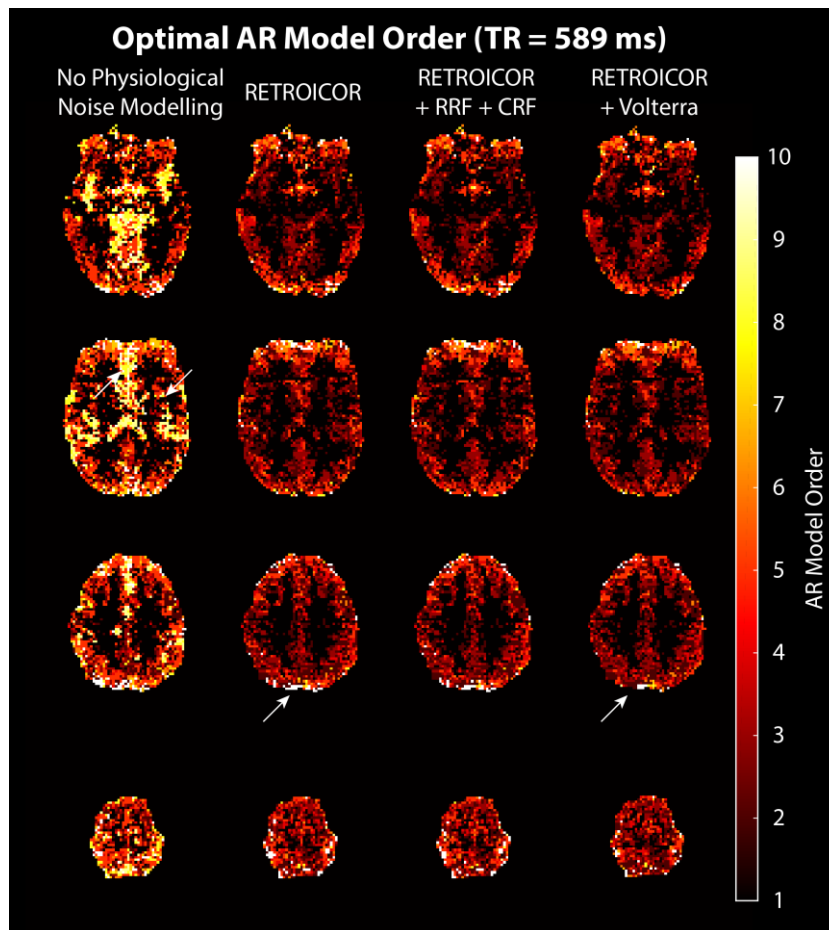 Optimal AR Model Order (TR = 589 ms)
No Physiological
Noise Modelling
RETROICOR
RETROICOR
+ RRF + CRF
RETROICOR
+ Volterra
10
9
8
7
6
5
4
3
2
1
AR Model Order